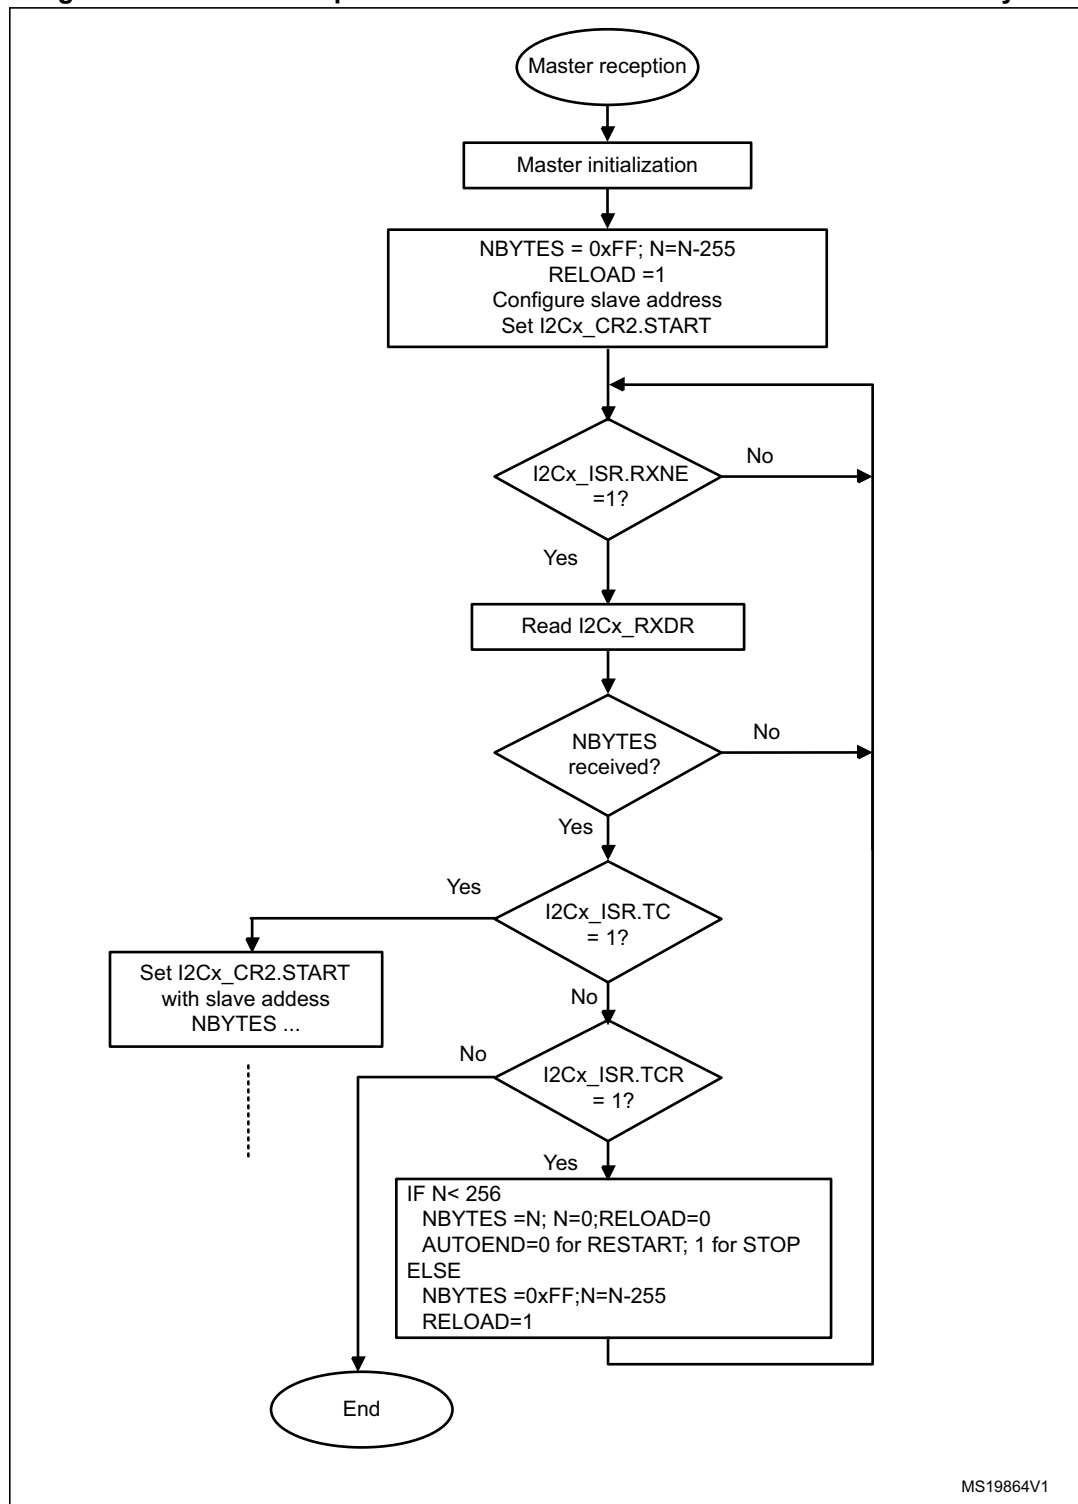 Master reception
Master initialization
NBYTES = 0xFF; N=N-255
RELOAD =1
Configure slave address
Set I2Cx_CR2.START
I2Cx_ISR.RXNE
=1?
No
Yes
Read I2Cx_RXDR
NBYTES
received?
No
Yes
I2Cx_ISR.TC
= 1?
Yes
Set I2Cx_CR2.START
with slave addess
NBYTES ...
No
I2Cx_ISR.TCR
= 1?
No
Yes
IF N< 256
NBYTES =N; N=0;RELOAD=0
AUTOEND=0 for RESTART; 1 for STOP
ELSE
NBYTES =0xFF;N=N-255
RELOAD=1
End
MS19864V1